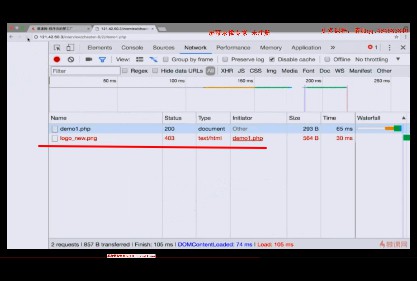 Elements Console Sources Network Performance Memory Application » 1
View: Group by frame Preserve log Disable cache Offline No throttling
Filter Regex Hide data URLs All XHR JS CSS Img Media Font Doc WS Manifest Other
50 ms 100 ms 150 ms 200 ms 250 ms
Name Status Type Initiator Size Time Waterfall
demo1.php 200 document Other 293 B 65 ms
logo_new.png 403 text/html demo1.php 564 B 39 ms
2 requests | 857 B transferred | Finish: 105 ms | DOMContentLoaded: 74 ms | Load: 105 ms